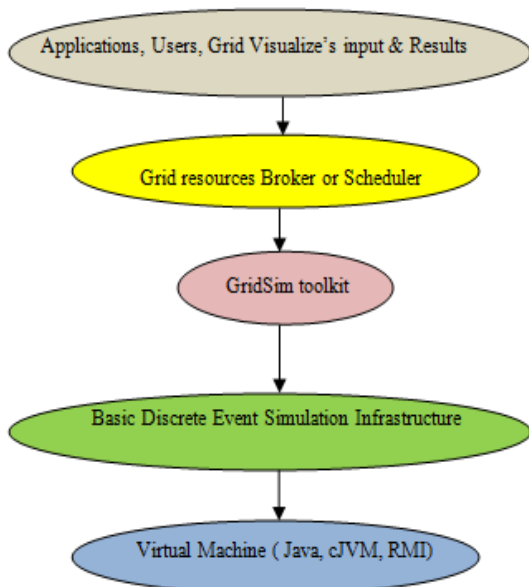 Applications, Users, Grid Visualize's input & Results
Grid resources Broker or Scheduler
GridSim toolkit
Basic Discrete Event Simulation Infrastructure
Virtual Machine ( Java, cJVM, RMI)